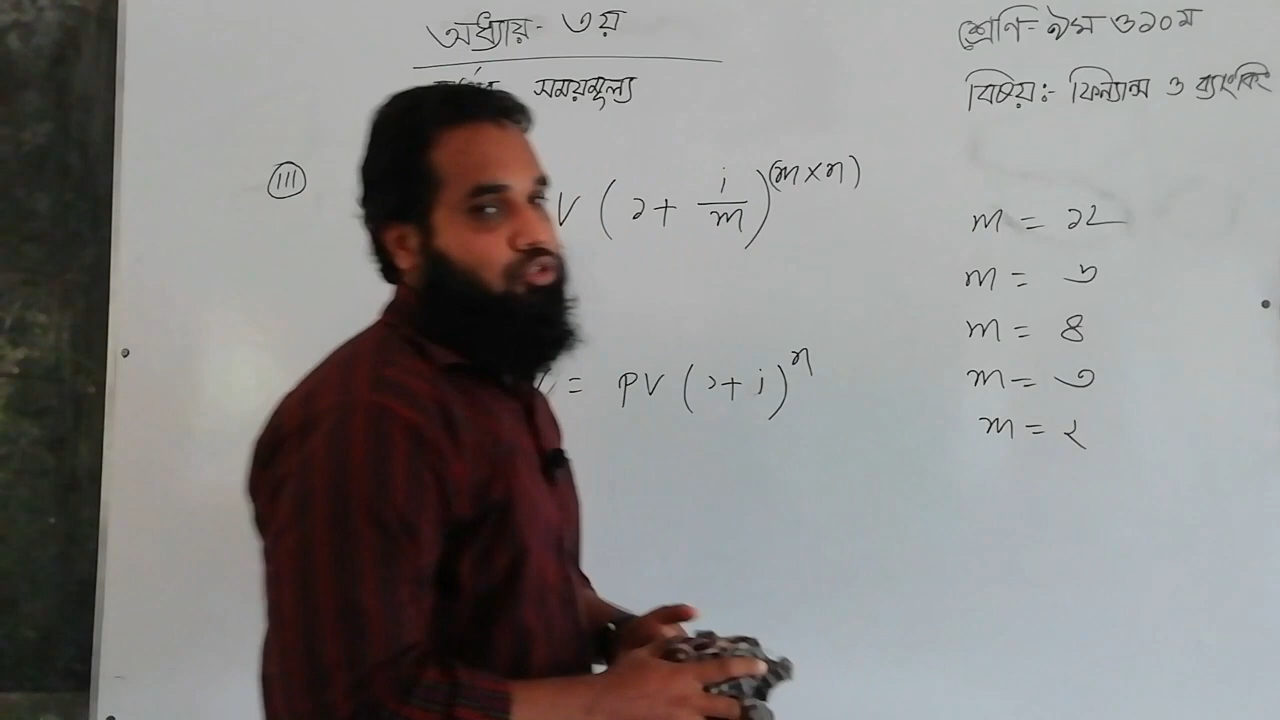 অধ্যায়- ৩য়
শ্রেণি- ৯ম ও ১০ম
সময়মূল্য
বিষয়:- ফিন্যান্স ও ব্যাংকিং
(iii) V (১ + i/m)^(m × n)
m = ১২
m = ৬
m = ৪
m = ৩
m = ২
= PV (১ + i)^n